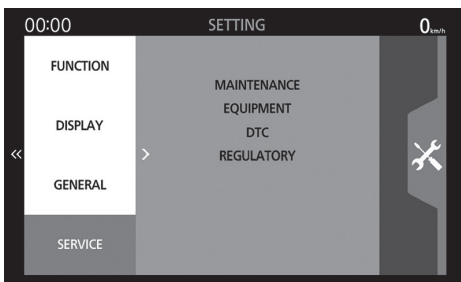 00:00 SETTING 0km/h
FUNCTION
DISPLAY
GENERAL
SERVICE
MAINTENANCE
EQUIPMENT
DTC
REGULATORY